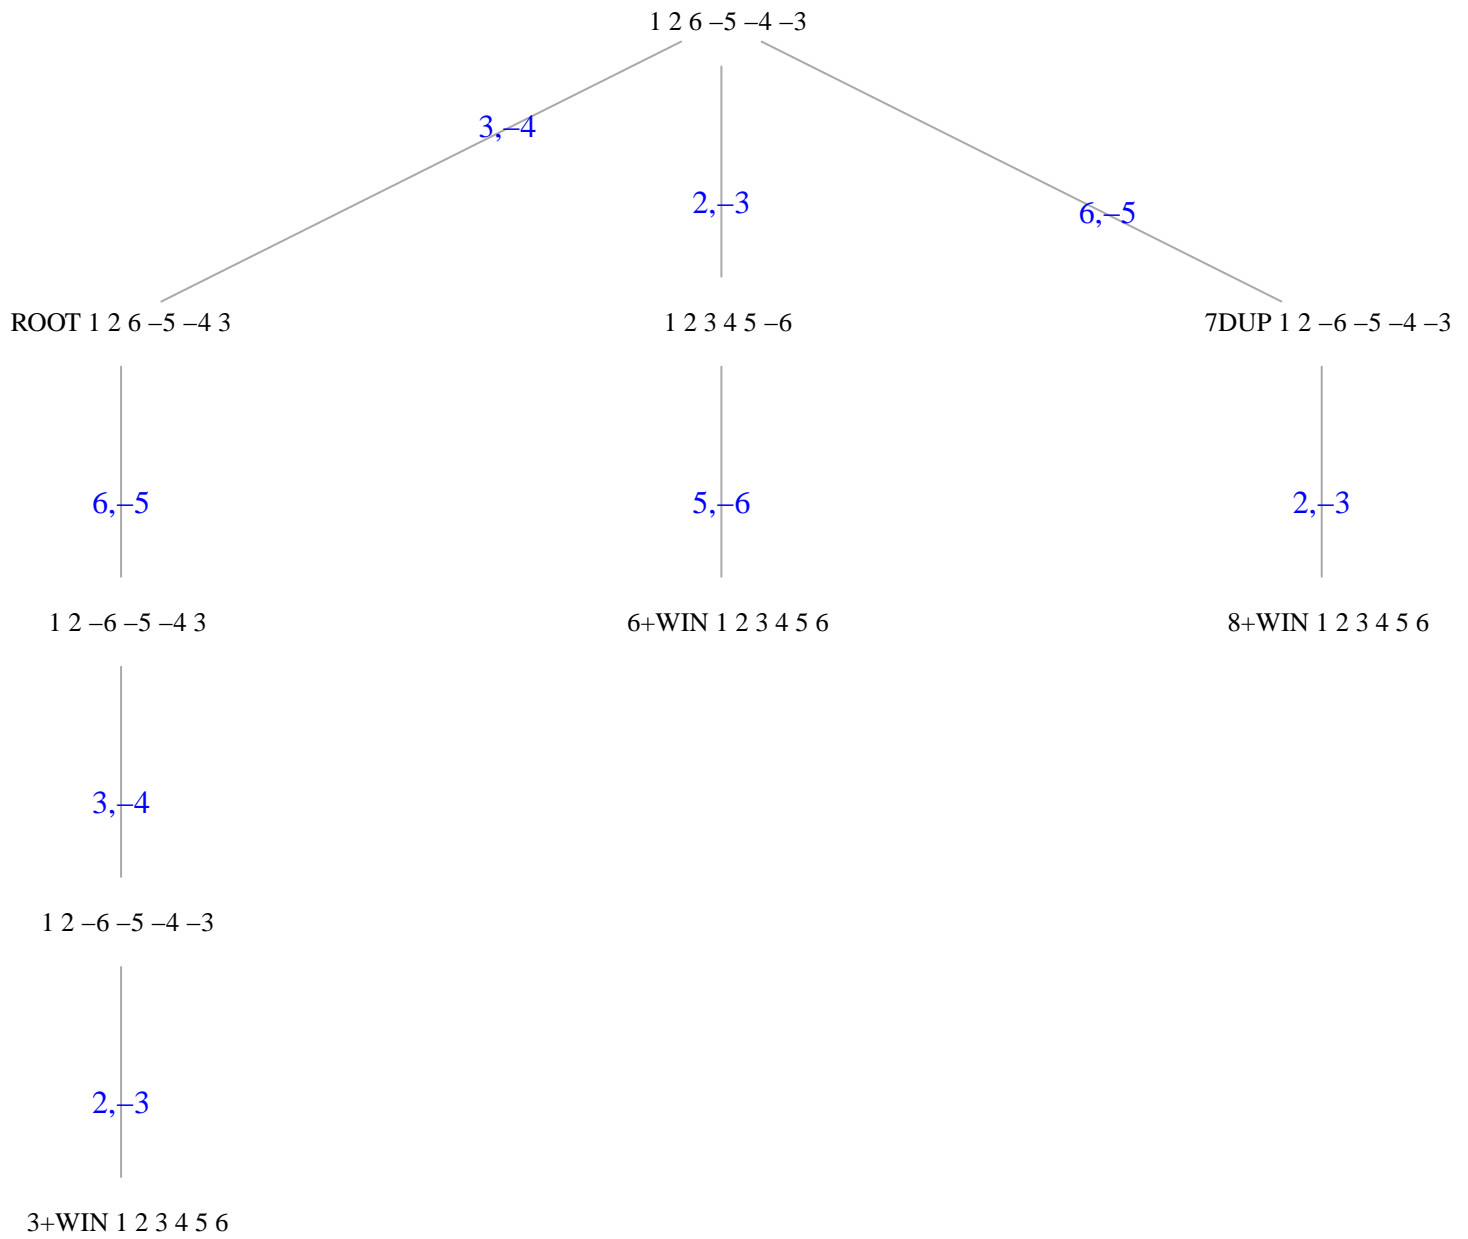 1 2 6 –5 –4 –3
3,–4
2,–3
6,–5
ROOT 1 2 6 –5 –4 3
1 2 3 4 5 –6
7DUP 1 2 –6 –5 –4 –3
6,–5
5,–6
2,–3
1 2 –6 –5 –4 3
6+WIN 1 2 3 4 5 6
8+WIN 1 2 3 4 5 6
3,–4
1 2 –6 –5 –4 –3
2,–3
3+WIN 1 2 3 4 5 6